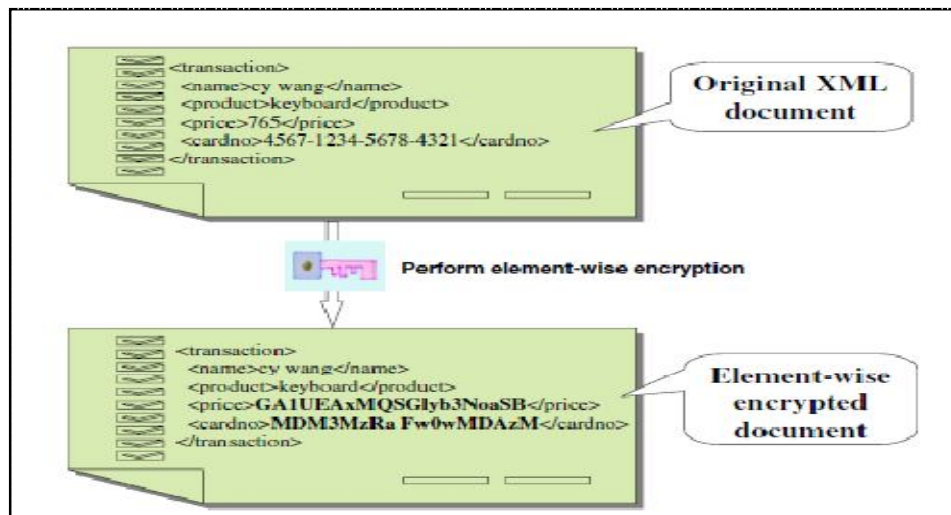 <transaction>
<name>cy wang</name>
<product>keyboard</product>
<price>765</price>
<cardno>4567-1234-5678-4321</cardno>
</transaction>
Original XML
document
Perform element-wise encryption
<transaction>
<name>cy wang</name>
<product>keyboard</product>
<price>GA1UEAxMQSGlyb3NoaSB</price>
<cardno>MDM3MzRa Fw0wMDAzM</cardno>
</transaction>
Element-wise
encrypted
document